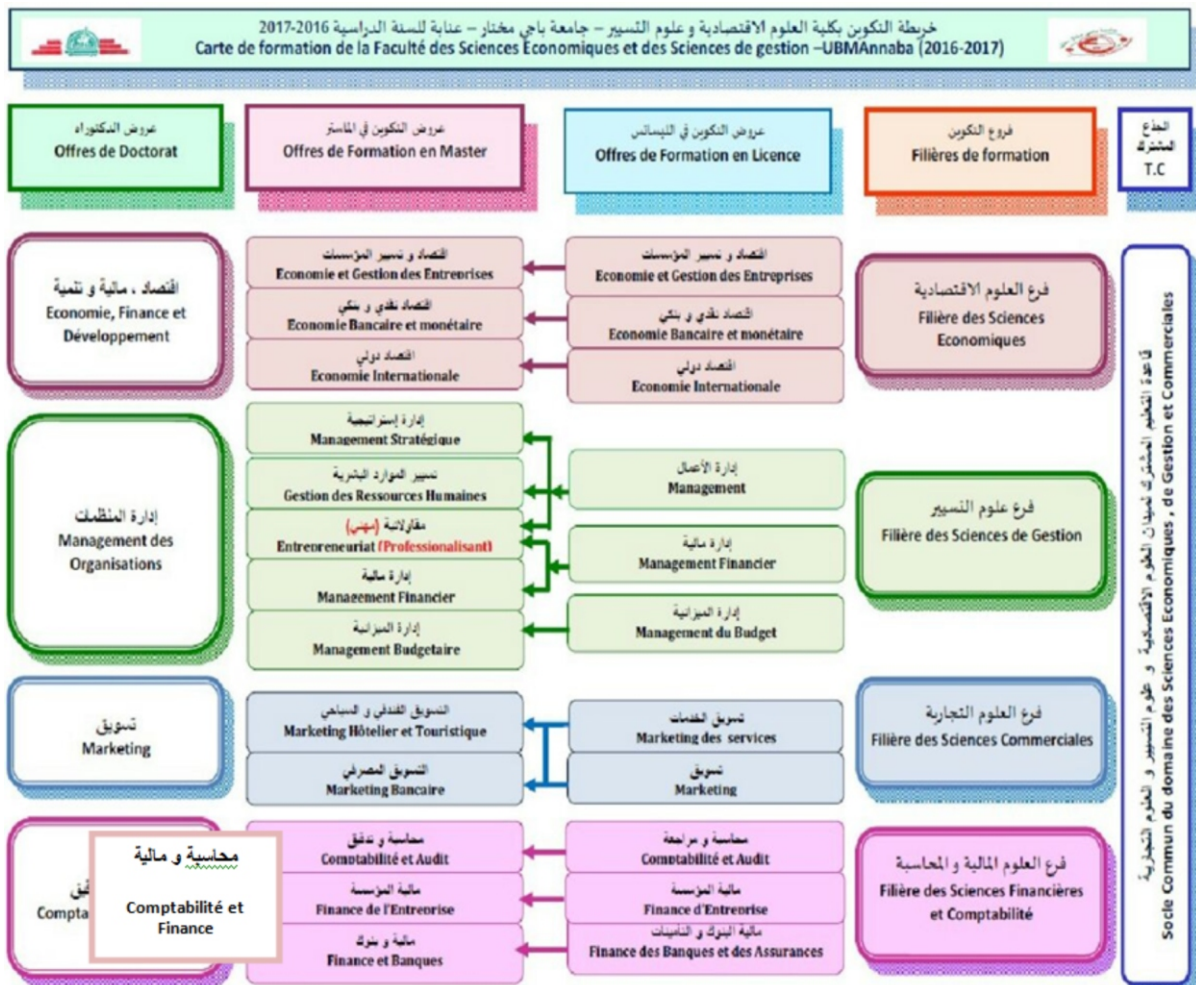 خريطة التكوين بكلية العلوم الاقتصادية و علوم التسيير – جامعة باجي مختار – عنابة للسنة الدراسية 2016-2017
Carte de formation de la Faculté des Sciences Economiques et des Sciences de gestion –UBMAnnaba (2016-2017)
الجذع
المشترك
T.C
فروع التكوين
Filières de formation
عروض التكوين في الليسانس
Offres de Formation en Licence
عروض التكوين في الماستر
Offres de Formation en Master
عروض الدكتوراه
Offres de Doctorat
قاعدة التعليم المشترك لميدان العلوم الاقتصادية و علوم التسيير و العلوم التجارية
Socle Commun du domaine des Sciences Economiques , de Gestion et Commerciales
فرع العلوم الاقتصادية
Filière des Sciences
Economiques
اقتصاد و تسيير المؤسسات
Economie et Gestion des Entreprises
اقتصاد نقدي و بنكي
Economie Bancaire et monétaire
اقتصاد دولي
Economie Internationale
اقتصاد و تسيير المؤسسات
Economie et Gestion des Entreprises
اقتصاد نقدي و بنكي
Economie Bancaire et monétaire
اقتصاد دولي
Economie Internationale
اقتصاد ، مالية و تنمية
Economie, Finance et
Développement
فرع علوم التسيير
Filière des Sciences de Gestion
إدارة الأعمال
Management
إدارة مالية
Management Financier
إدارة الميزانية
Management du Budget
إدارة إستراتيجية
Management Stratégique
تسيير الموارد البشرية
Gestion des Ressources Humaines
مقاولاتية (مهني)
Entrepreneuriat (Professionalisant)
إدارة مالية
Management Financier
إدارة الميزانية
Management Budgetaire
إدارة المنظمات
Management des
Organisations
فرع العلوم التجارية
Filière des Sciences Commerciales
تسويق الخدمات
Marketing des services
تسويق
Marketing
التسويق الفندقي و السياحي
Marketing Hôtelier et Touristique
التسويق المصرفي
Marketing Bancaire
تسويق
Marketing
فرع العلوم المالية و المحاسبة
Filière des Sciences Financières
et Comptabilité
محاسبة و مراجعة
Comptabilité et Audit
مالية المؤسسة
Finance d'Entreprise
مالية البنوك و التأمينات
Finance des Banques et des Assurances
محاسبة و تدقيق
Comptabilité et Audit
مالية المؤسسة
Finance de l'Entreprise
مالية و بنوك
Finance et Banques
محاسبة و مالية
Comptabilité et
Finance
Compta